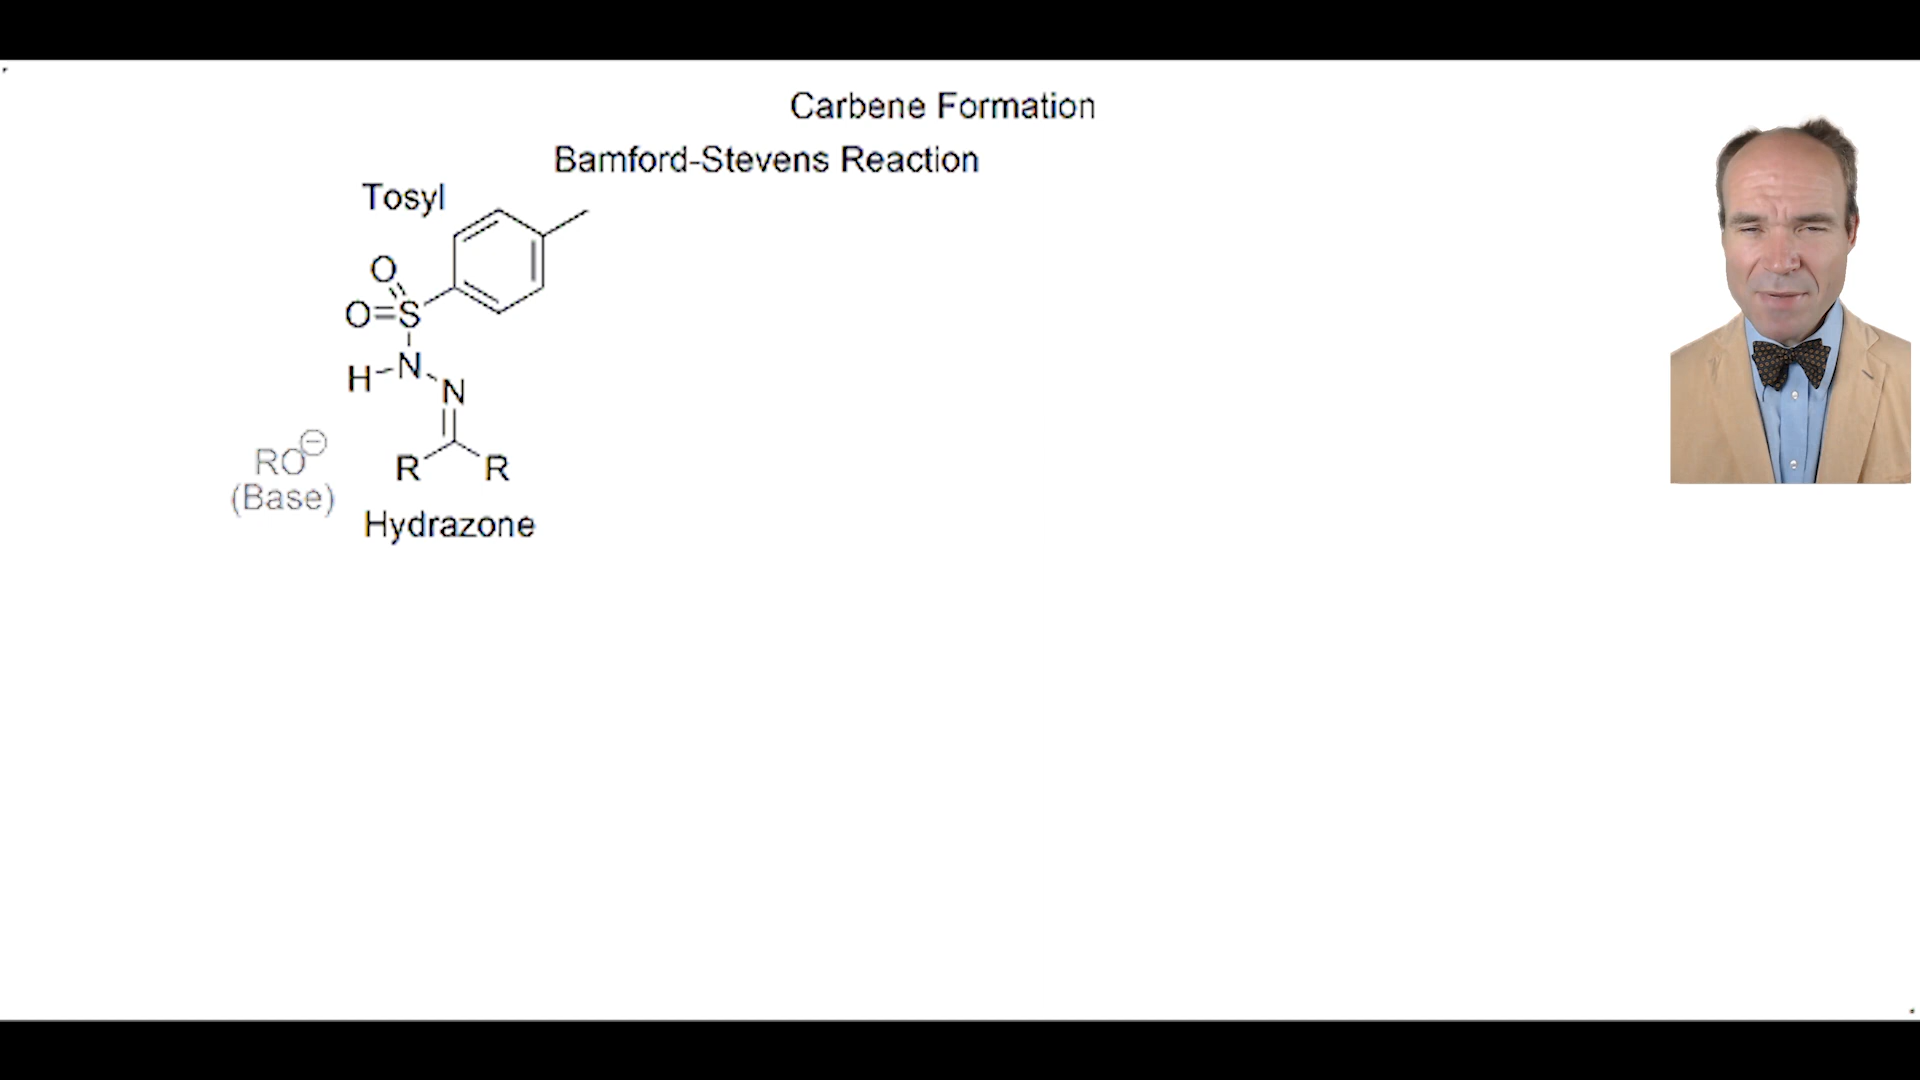 Carbene Formation
Bamford-Stevens Reaction
Tosyl
O
O=S
H-N
N
RO⊖
R R
(Base)
Hydrazone